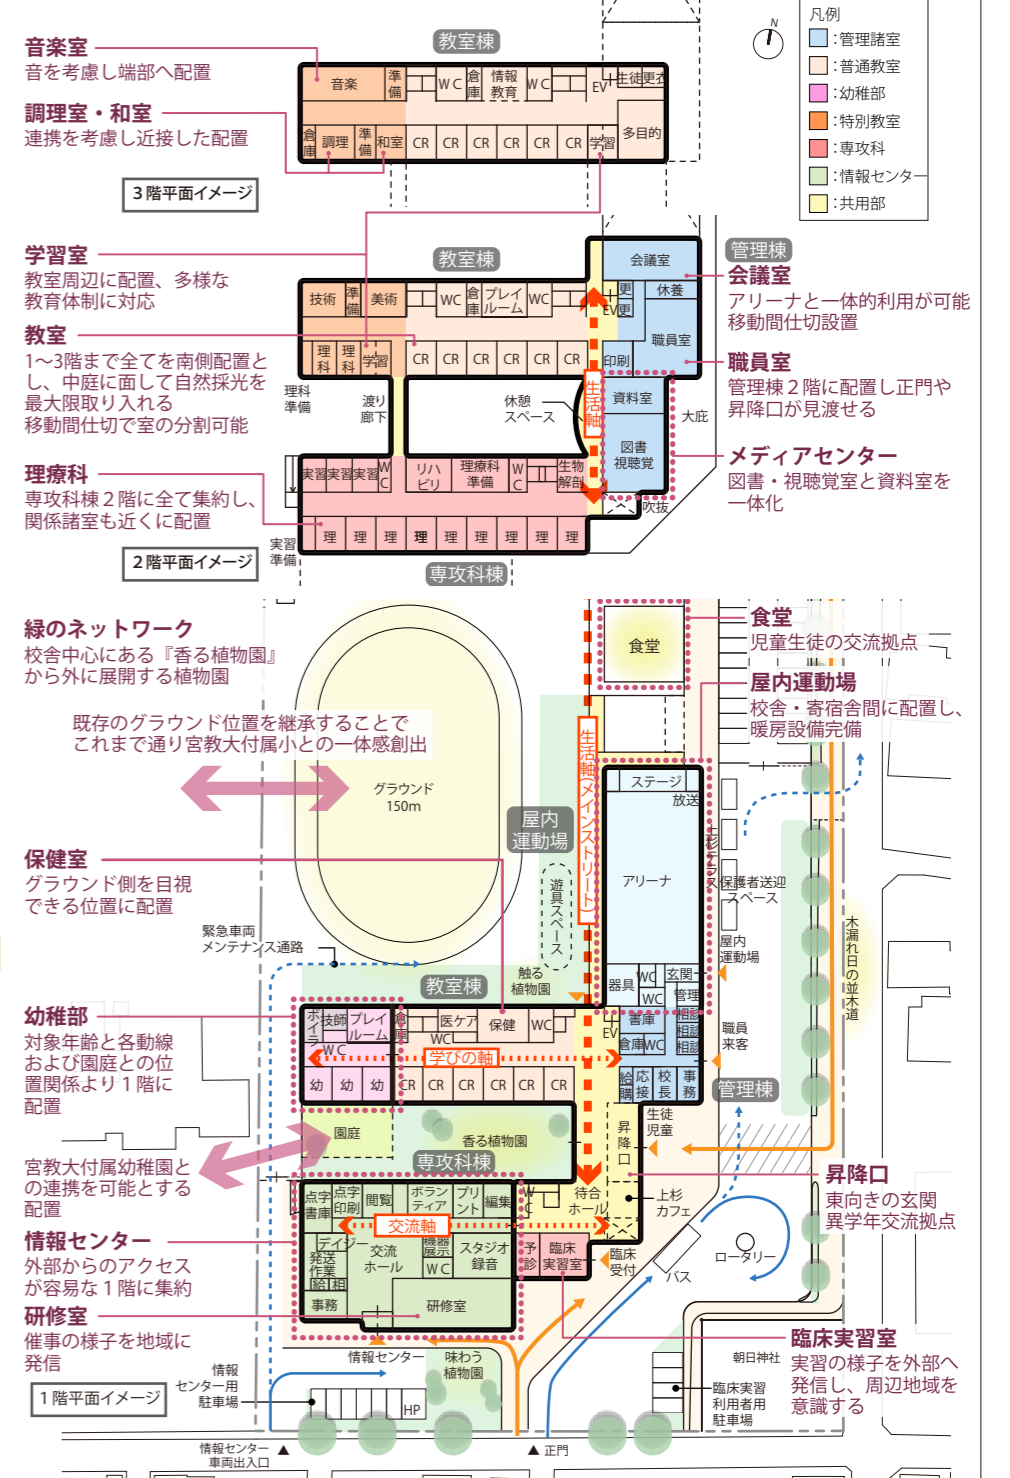 凡例
:管理諸室
:普通教室
:幼稚部
:特別教室
:専攻科
:情報センター
:共用部
N
教室棟
音楽室
音を考慮し端部へ配置
調理室・和室
連携を考慮し近接した配置
3階平面イメージ
音楽
準備
WC
倉庫
情報教育
WC
EV
生徒更衣
倉庫
調理
準備
和室
CR
CR
CR
CR
CR
CR
学習
多目的
学習室
教室周辺に配置、多様な
教育体制に対応
教室
1〜3階まで全てを南側配置と
し、中庭に面して自然採光を
最大限取り入れる
移動間仕切で室の分割可能
理療科
専攻科棟2階に全て集約し、
関係諸室も近くに配置
2階平面イメージ
教室棟
管理棟
会議室
アリーナと一体的利用が可能
移動間仕切設置
職員室
管理棟2階に配置し正門や
昇降口が見渡せる
メディアセンター
図書・視聴覚室と資料室を
一体化
技術
準備
美術
WC
倉庫
プレイルーム
WC
EV
更
更
会議室
休養
職員室
印刷
理科
理科
学習
CR
CR
CR
CR
CR
CR
理科
準備
渡り
廊下
休憩
スペース
生活軸
資料室
図書
視聴覚
大庇
吹抜
実習
実習
実習
WC
リハビリ
理療科
準備
WC
生物
解剖
理
理
理
理
理
理
理
理
理
実習
準備
専攻科棟
緑のネットワーク
校舎中心にある『香る植物園』
から外に展開する植物園
既存のグラウンド位置を継承することで
これまで通り宮教大付属小との一体感創出
グラウンド
150m
食堂
食堂
児童生徒の交流拠点
屋内運動場
校舎・寄宿舎間に配置し、
暖房設備完備
生活軸(メインストリート)
屋内
運動場
遊具スペース
ステージ
放送
アリーナ
上杉テラス
保護者送迎
スペース
木漏れ日の並木道
屋内
運動場
器具
WC
WC
玄関
管理
保健室
グラウンド側を目視
できる位置に配置
緊急車両
メンテナンス通路
触る
植物園
教室棟
幼稚部
対象年齢と各動線
および園庭との位
置関係より1階に
配置
ボイラ
技師
プレイルーム
WC
倉庫
医ケア
WC
保健
WC
EV
書庫
倉庫
WC
相談
相談
相談
職員
来客
学びの軸
幼
幼
幼
CR
CR
CR
CR
CR
CR
給
購
応接
校長
事務
管理棟
園庭
香る植物園
昇降口
生徒
児童
宮教大付属幼稚園と
の連携を可能とする
配置
専攻科棟
昇降口
東向きの玄関
異学年交流拠点
点字
書庫
点字
印刷
閲覧
ボランティア
プリント
編集
WC
待合
ホール
上杉
カフェ
交流軸
情報センター
外部からのアクセス
が容易な1階に集約
デイジー
発送
作業
給
相
交流
ホール
機器
展示
WC
スタジオ
録音
予診
臨床
実習室
臨床
受付
バス
ロータリー
事務
研修室
研修室
催事の様子を地域に
発信
1階平面イメージ
情報センター
味わう
植物園
情報
センター用
駐車場
HP
朝日神社
臨床実習室
実習の様子を外部へ
発信し、周辺地域を
意識する
臨床実習
利用者用
駐車場
情報センター
車両出入口
▲
▲正門